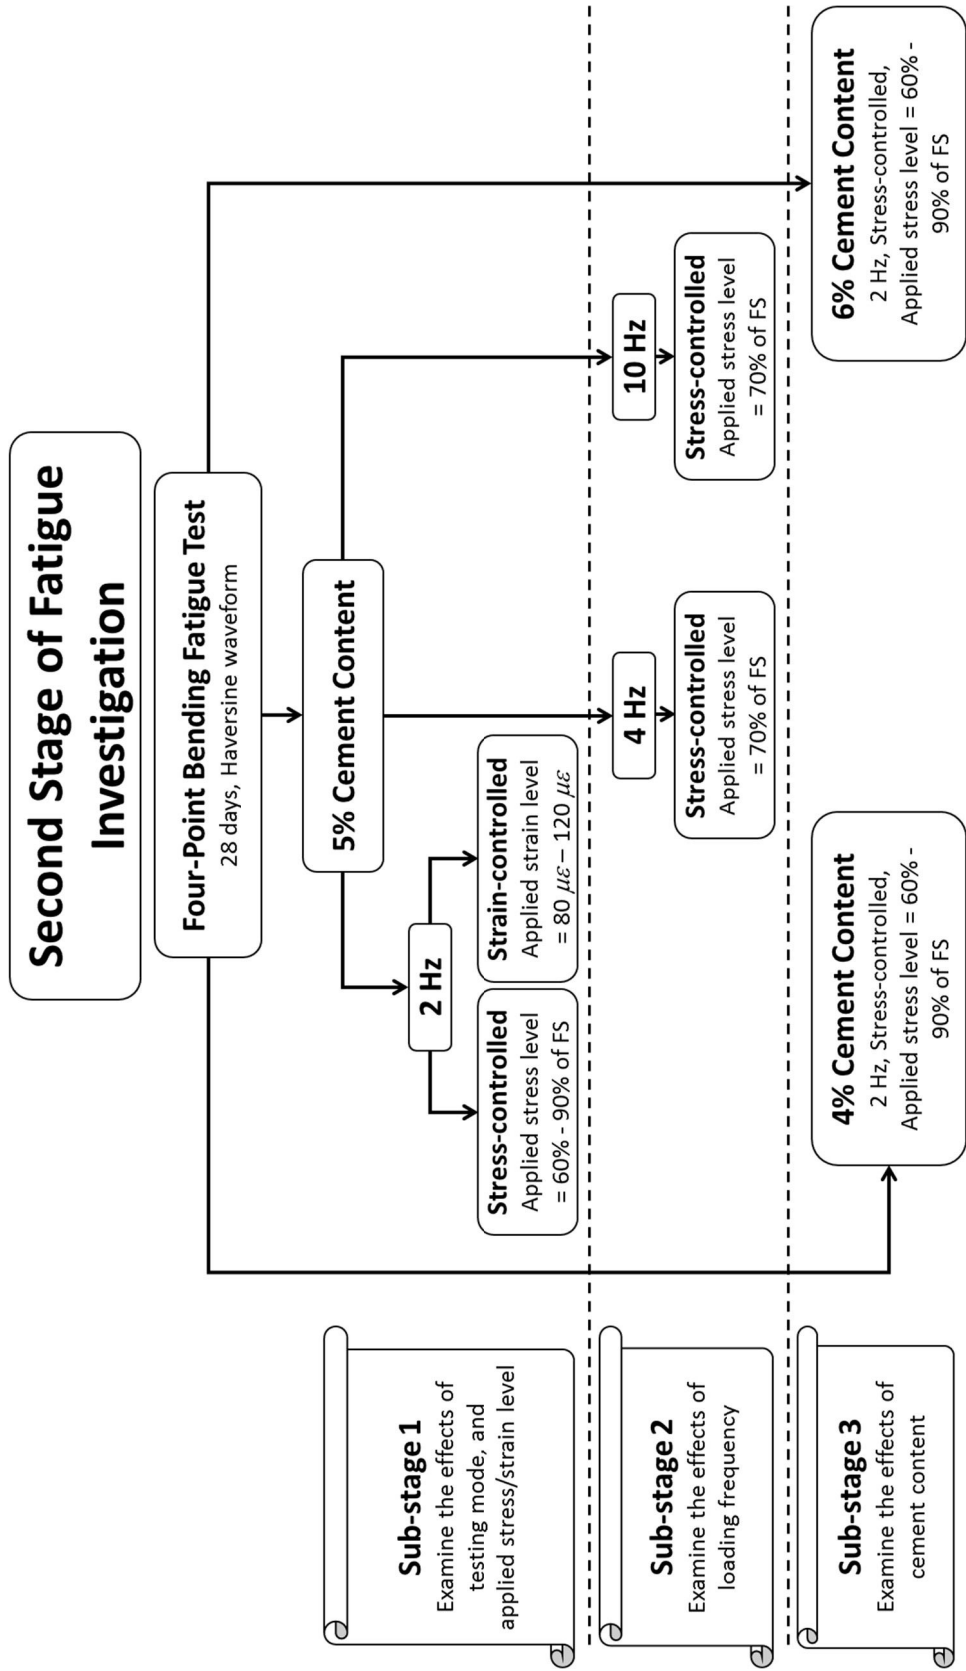 Second Stage of Fatigue
Investigation
Four-Point Bending Fatigue Test
28 days, Haversine waveform
5% Cement Content
Sub-stage 1
Examine the effects of
testing mode, and
applied stress/strain level
2 Hz
Stress-controlled
Applied stress level
= 60% - 90% of FS
Strain-controlled
Applied strain level
= 80 με – 120 με
Sub-stage 2
Examine the effects of
loading frequency
4 Hz
Stress-controlled
Applied stress level
= 70% of FS
10 Hz
Stress-controlled
Applied stress level
= 70% of FS
Sub-stage 3
Examine the effects of
cement content
4% Cement Content
2 Hz, Stress-controlled,
Applied stress level = 60% -
90% of FS
6% Cement Content
2 Hz, Stress-controlled,
Applied stress level = 60% -
90% of FS